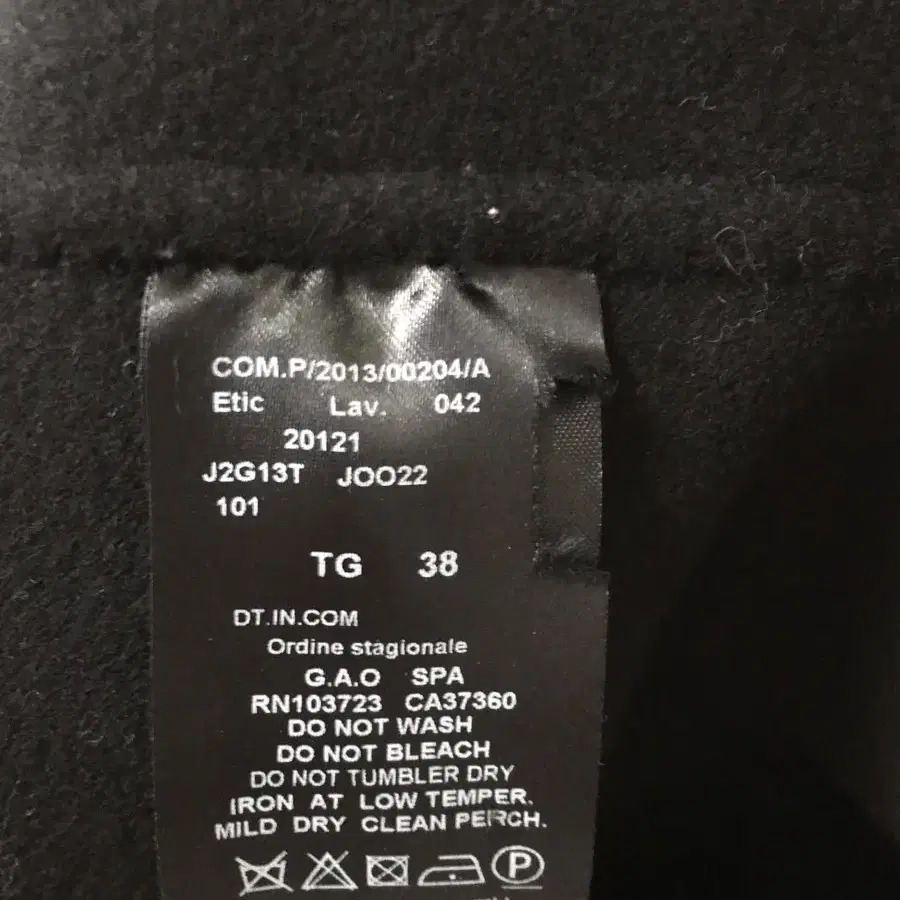 COM.P/2013/00204/A
Etic Lav. 042
20121
J2G13T JOO22
101
TG 38
DT.IN.COM
Ordine stagionale
G.A.O SPA
RN103723 CA37360
DO NOT WASH
DO NOT BLEACH
DO NOT TUMBLER DRY
IRON AT LOW TEMPER.
MILD DRY CLEAN PERCH.
P